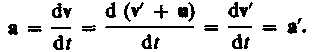 a = dv/dt = d (v′ + u)/dt = dv′/dt = a′.